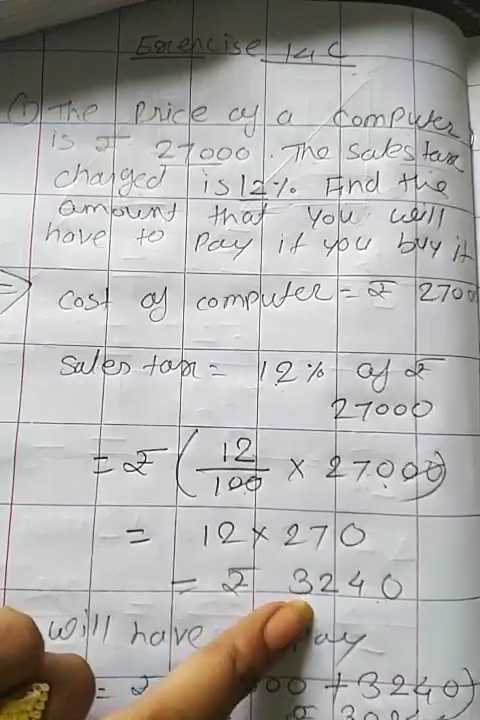 Exercise 14C
① The Price of a Computer
is ₹ 27000. The sales tax
charged is 12%. Find the
amount that you will
have to Pay if you buy it
⇒ Cost of computer = ₹ 2700
Sales tax = 12% of ₹
27000
= ₹ (12/100 × 27000)
= 12 × 270
= ₹ 3240
will have Pay
= ₹ 00 + 3240)